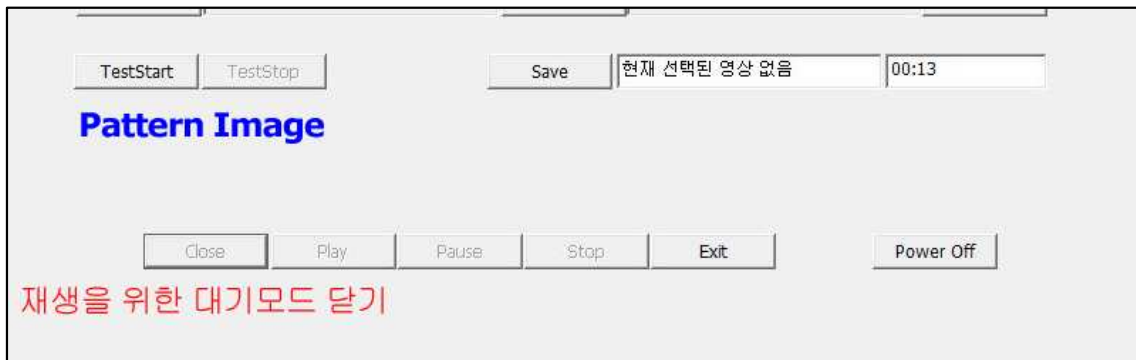 TestStart TestStop Save 현재 선택된 영상 없음 00:13
Pattern Image
Close Play Pause Stop Exit Power Off
재생을 위한 대기모드 닫기